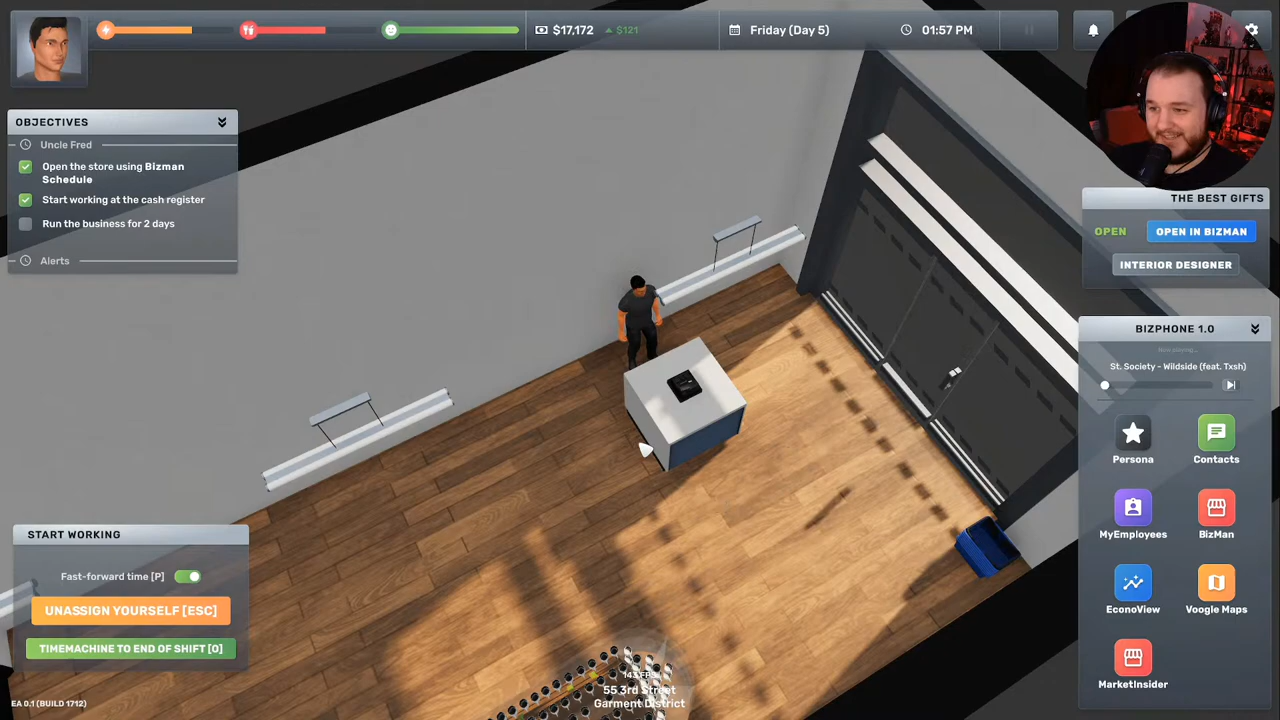 $17,172 ▲ $121
Friday (Day 5)
01:57 PM
OBJECTIVES
Uncle Fred
Open the store using Bizman
Schedule
Start working at the cash register
Run the business for 2 days
Alerts
THE BEST GIFTS
OPEN
OPEN IN BIZMAN
INTERIOR DESIGNER
BIZPHONE 1.0
Now playing...
St. Society - Wildside (feat. Txsh)
Persona
Contacts
MyEmployees
BizMan
EconoView
Voogle Maps
MarketInsider
START WORKING
Fast-forward time [P]
UNASSIGN YOURSELF [ESC]
TIMEMACHINE TO END OF SHIFT [O]
143 FPS
55 3rd Street
Garment District
EA 0.1 (BUILD 1712)